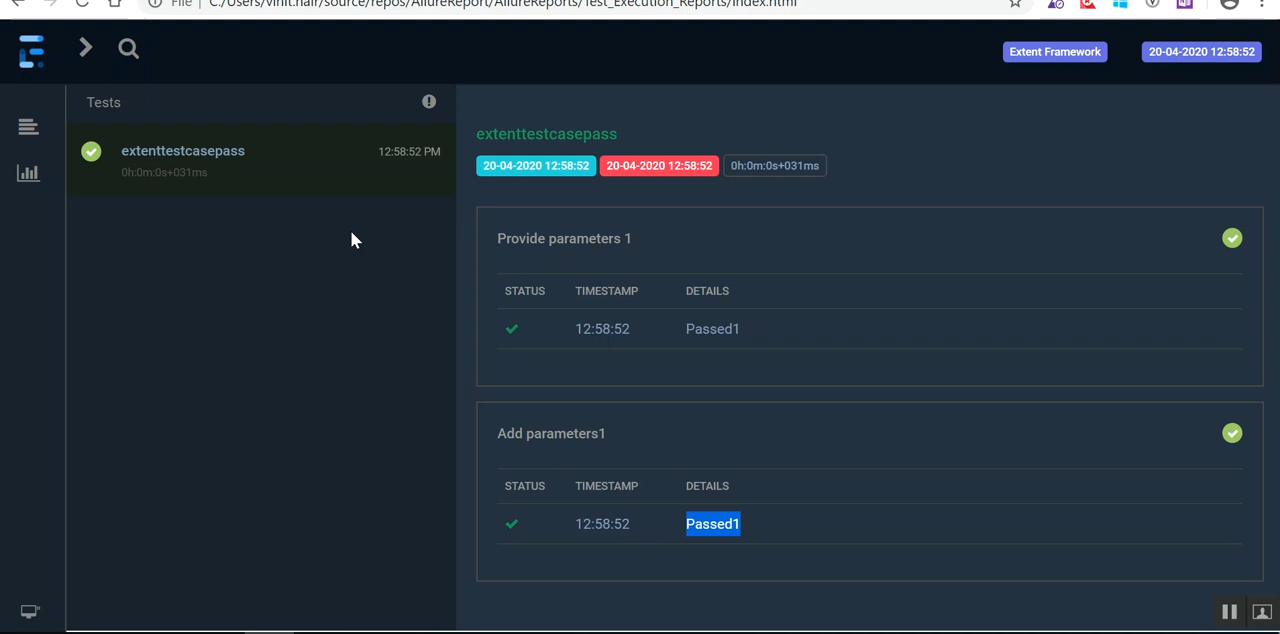 File | C:/Users/vinit.nair/source/repos/AllureReport/AllureReports/Test_Execution_Reports/index.html
Extent Framework 20-04-2020 12:58:52
Tests
extenttestcasepass 12:58:52 PM
0h:0m:0s+031ms
extenttestcasepass
20-04-2020 12:58:52 20-04-2020 12:58:52 0h:0m:0s+031ms
Provide parameters 1
STATUS TIMESTAMP DETAILS
12:58:52 Passed1
Add parameters1
STATUS TIMESTAMP DETAILS
12:58:52 Passed1